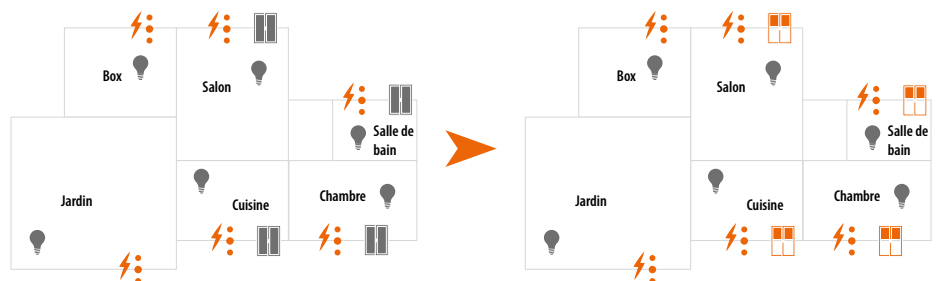 Box
Salon
Salle de
bain
Jardin
Cuisine
Chambre
Box
Salon
Salle de
bain
Jardin
Cuisine
Chambre